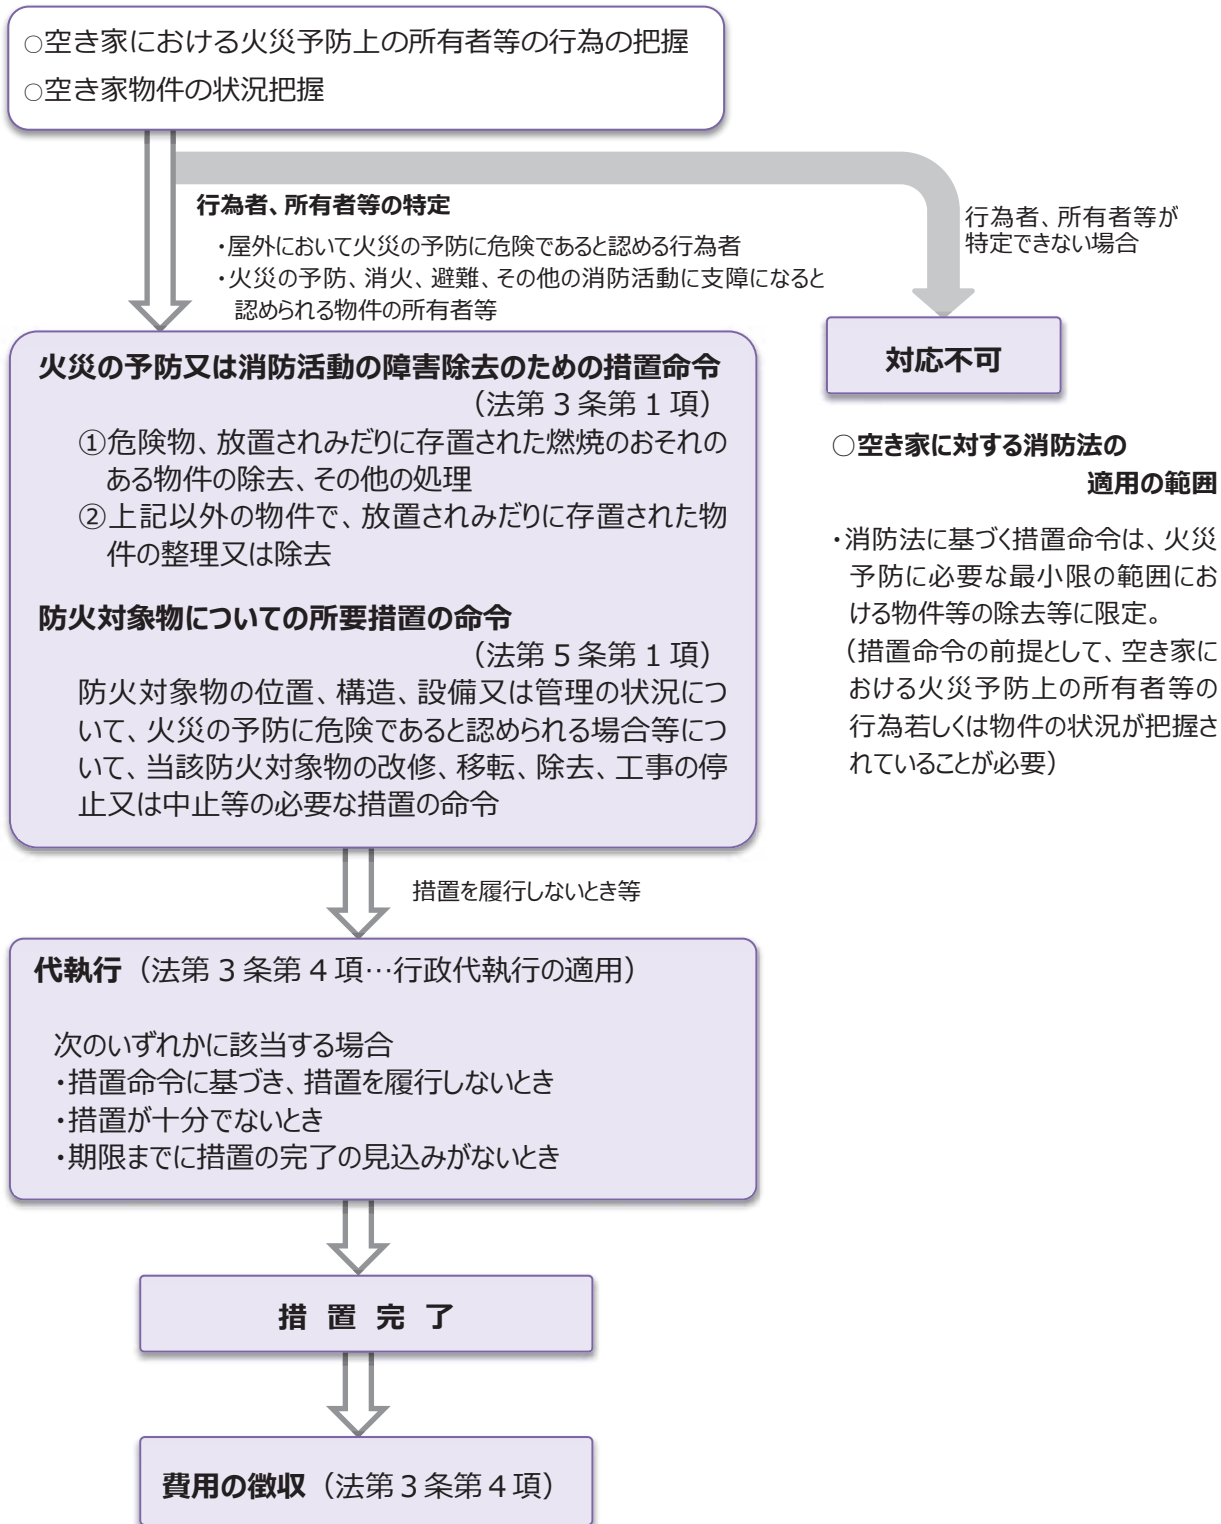 ○空き家における火災予防上の所有者等の行為の把握
○空き家物件の状況把握
行為者、所有者等の特定
・屋外において火災の予防に危険であると認める行為者
・火災の予防、消火、避難、その他の消防活動に支障になると
認められる物件の所有者等
行為者、所有者等が
特定できない場合
対応不可
火災の予防又は消防活動の障害除去のための措置命令
（法第3条第1項）
①危険物、放置されみだりに存置された燃焼のおそれの
ある物件の除去、その他の処理
②上記以外の物件で、放置されみだりに存置された物
件の整理又は除去
防火対象物についての所要措置の命令
（法第5条第1項）
防火対象物の位置、構造、設備又は管理の状況につ
いて、火災の予防に危険であると認められる場合等につ
いて、当該防火対象物の改修、移転、除去、工事の停
止又は中止等の必要な措置の命令
○空き家に対する消防法の
適用の範囲
・消防法に基づく措置命令は、火災
予防に必要な最小限の範囲にお
ける物件等の除去等に限定。
（措置命令の前提として、空き家に
おける火災予防上の所有者等の
行為若しくは物件の状況が把握さ
れていることが必要）
措置を履行しないとき等
代執行（法第3条第4項…行政代執行の適用）
次のいずれかに該当する場合
・措置命令に基づき、措置を履行しないとき
・措置が十分でないとき
・期限までに措置の完了の見込みがないとき
措 置 完 了
費用の徴収（法第3条第4項）